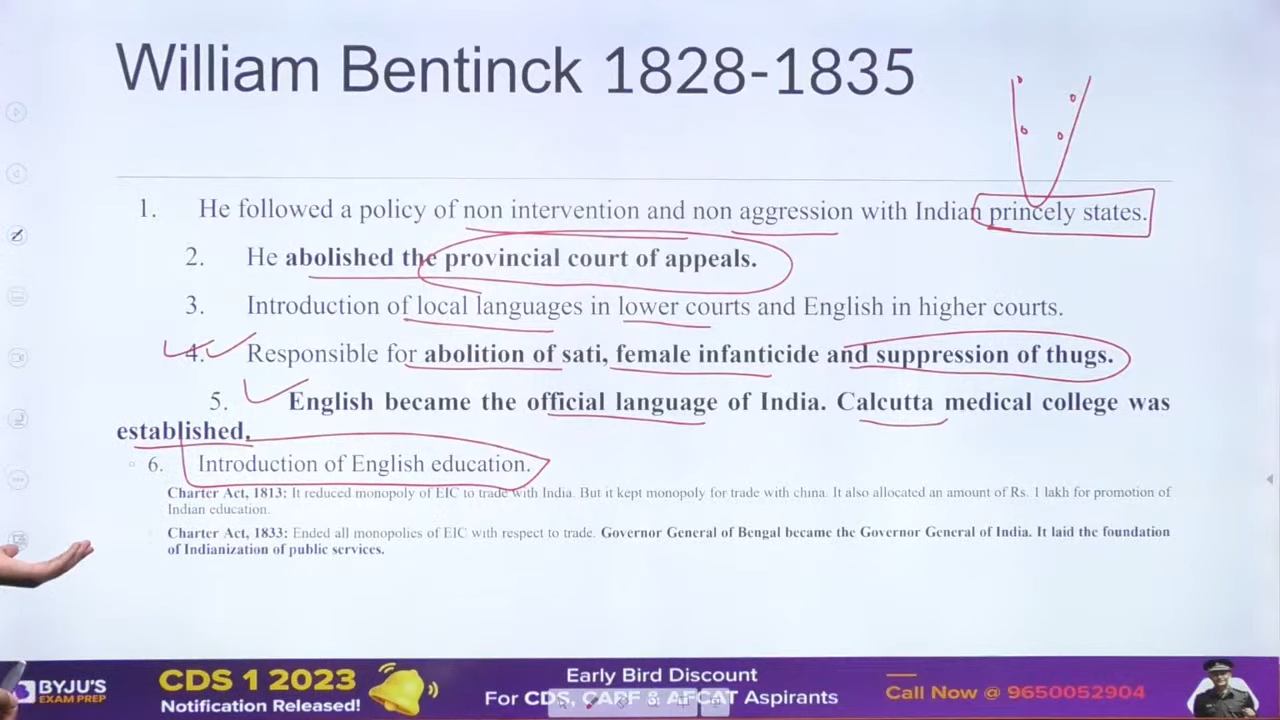 William Bentinck 1828-1835
1. He followed a policy of non intervention and non aggression with Indian princely states.
2. He abolished the provincial court of appeals.
3. Introduction of local languages in lower courts and English in higher courts.
4. Responsible for abolition of sati, female infanticide and suppression of thugs.
5. English became the official language of India. Calcutta medical college was
established.
6. Introduction of English education.
Charter Act, 1813: It reduced monopoly of EIC to trade with India. But it kept monopoly for trade with china. It also allocated an amount of Rs. 1 lakh for promotion of
Indian education.
Charter Act, 1833: Ended all monopolies of EIC with respect to trade. Governor General of Bengal became the Governor General of India. It laid the foundation
of Indianization of public services.
BYJU'S
EXAM PREP
CDS 1 2023
Notification Released!
Early Bird Discount
For CDS, CAPF & AFCAT Aspirants
Call Now @ 9650052904